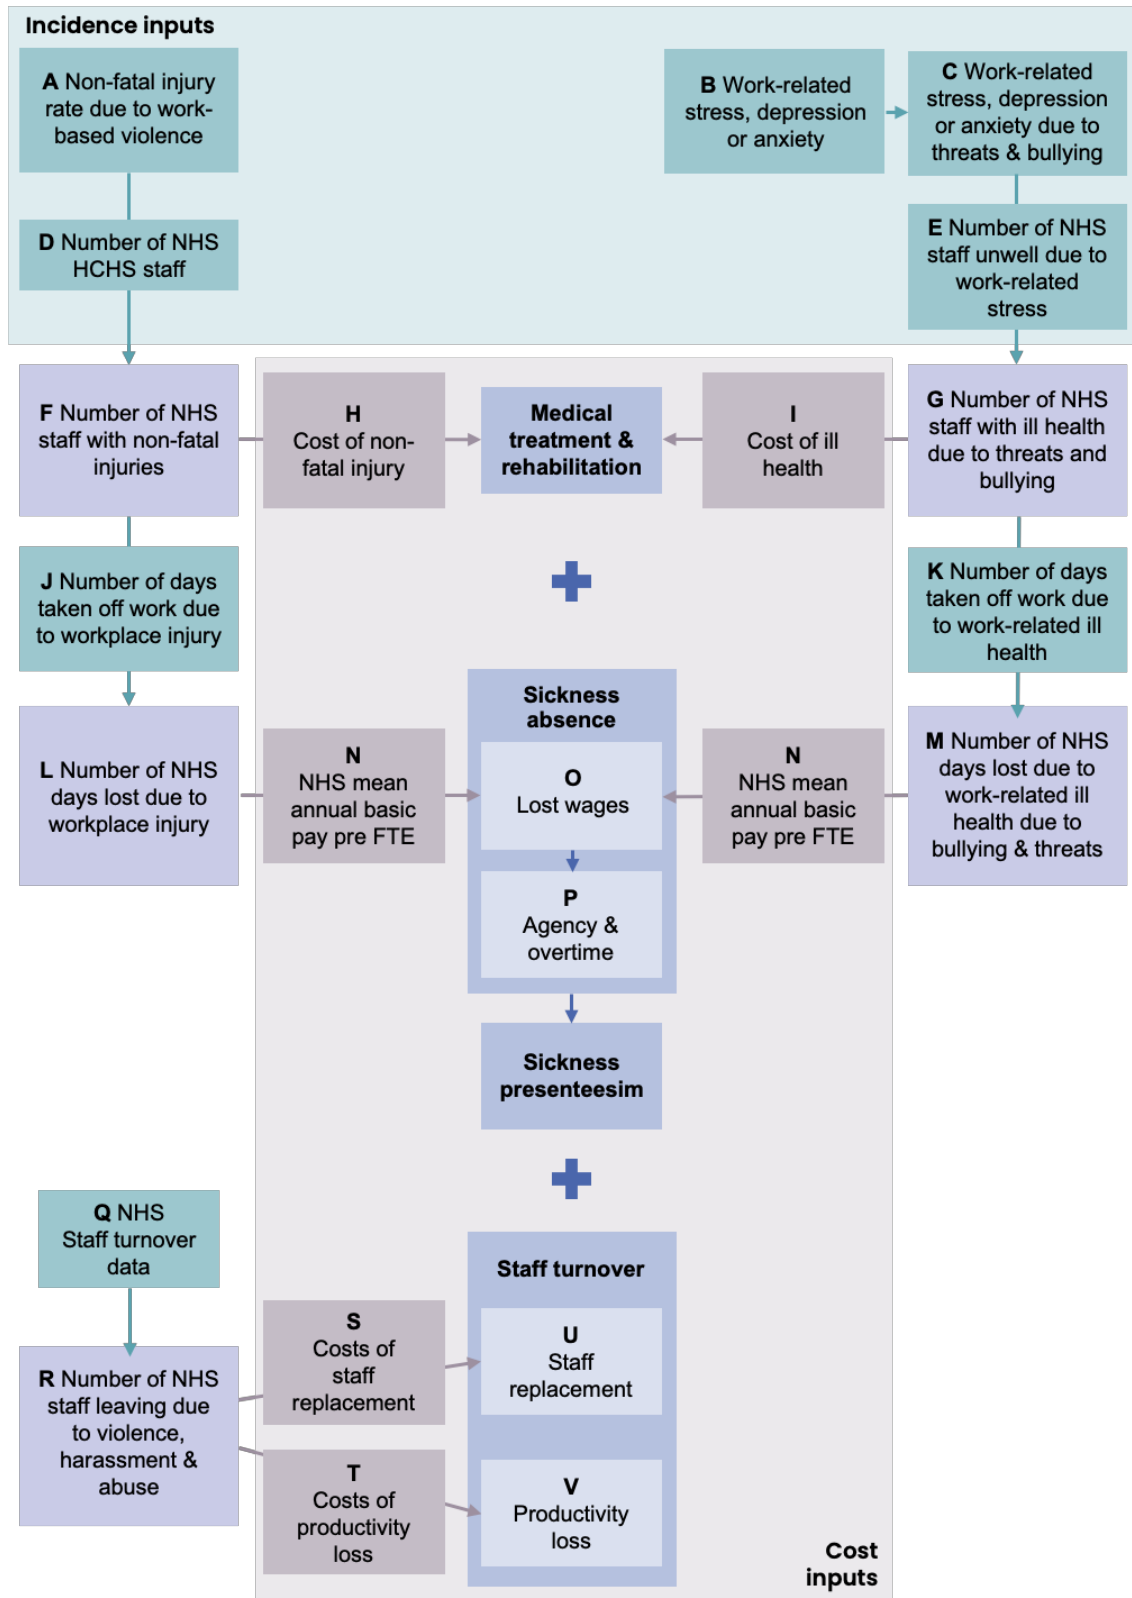 Incidence inputs
A Non-fatal injury
rate due to work-
based violence
B Work-related
stress, depression
or anxiety
C Work-related
stress, depression
or anxiety due to
threats & bullying
D Number of NHS
HCHS staff
E Number of NHS
staff unwell due to
work-related
stress
F Number of NHS
staff with non-fatal
injuries
H
Cost of non-
fatal injury
Medical
treatment &
rehabilitation
I
Cost of ill
health
G Number of NHS
staff with ill health
due to threats and
bullying
J Number of days
taken off work due
to workplace injury
K Number of days
taken off work due
to work-related ill
health
L Number of NHS
days lost due to
workplace injury
N
NHS mean
annual basic
pay pre FTE
Sickness
absence
O
Lost wages
P
Agency &
overtime
N
NHS mean
annual basic
pay pre FTE
M Number of NHS
days lost due to
work-related ill
health due to
bullying & threats
Sickness
presenteesim
Q NHS
Staff turnover
data
R Number of NHS
staff leaving due
to violence,
harassment &
abuse
S
Costs of
staff
replacement
T
Costs of
productivity
loss
Staff turnover
U
Staff
replacement
V
Productivity
loss
Cost
inputs